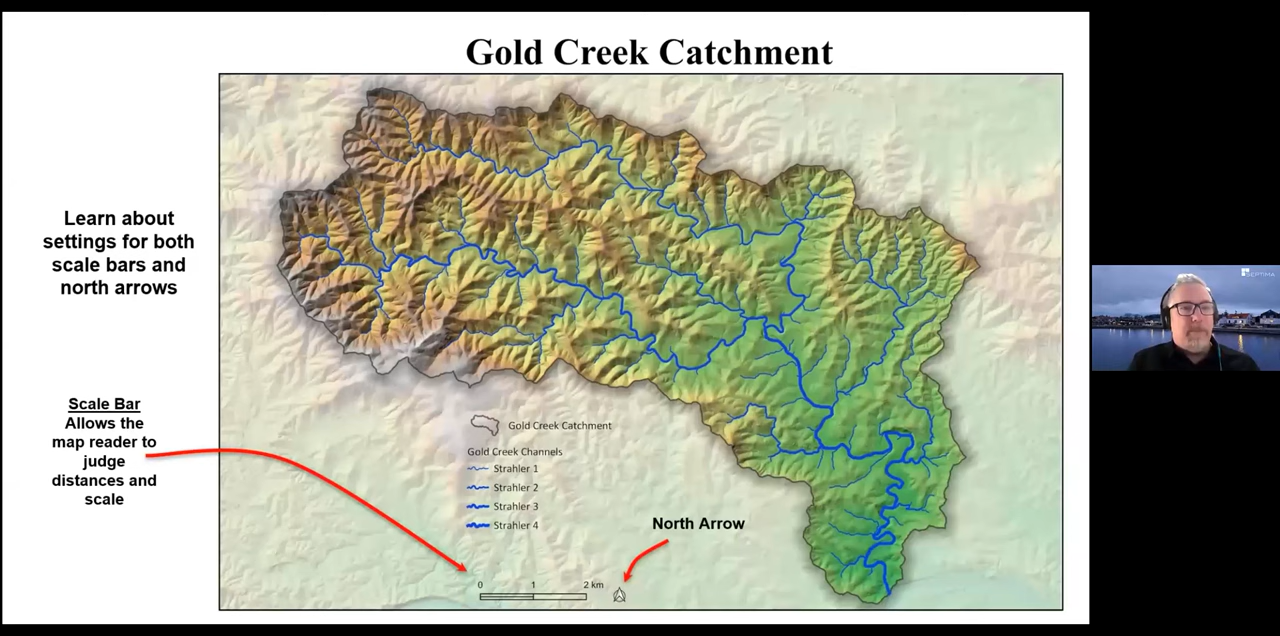 Gold Creek Catchment
Learn about
settings for both
scale bars and
north arrows
Scale Bar
Allows the
map reader to
judge
distances and
scale
Gold Creek Catchment
Gold Creek Channels
Strahler 1
Strahler 2
Strahler 3
Strahler 4
North Arrow
0 1 2 km
SEPTIMA